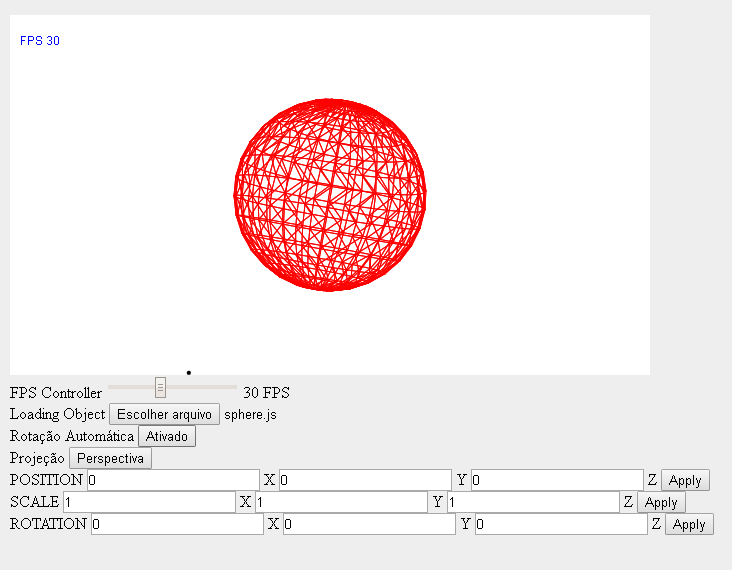 FPS 30
FPS Controller 30 FPS
Loading Object Escolher arquivo sphere.js
Rotação Automática Ativado
Projeção Perspectiva
POSITION 0 X 0 Y 0 Z Apply
SCALE 1 X 1 Y 1 Z Apply
ROTATION 0 X 0 Y 0 Z Apply